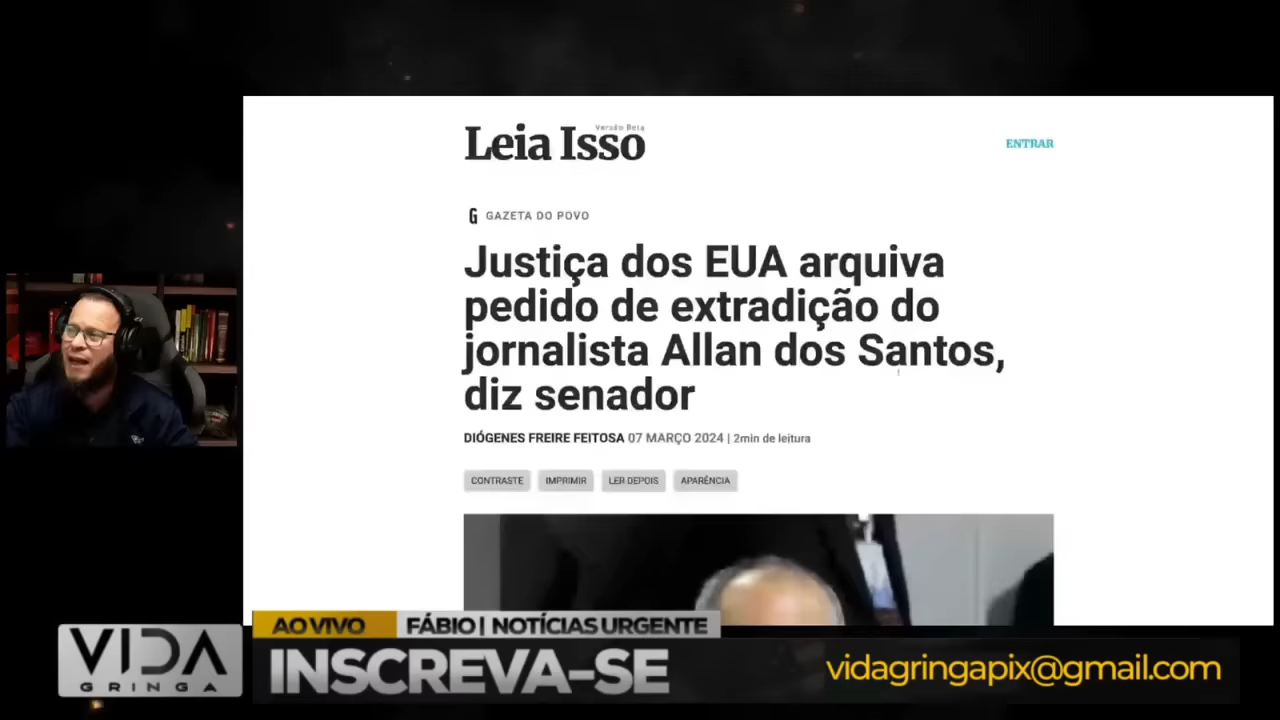 Leia Isso
Versão Beta
ENTRAR
G GAZETA DO POVO
Justiça dos EUA arquiva
pedido de extradição do
jornalista Allan dos Santos,
diz senador
DIÓGENES FREIRE FEITOSA 07 MARÇO 2024 | 2min de leitura
CONTRASTE IMPRIMIR LER DEPOIS APARÊNCIA
AO VIVO FÁBIO | NOTÍCIAS URGENTE
VIDA
GRINGA
INSCREVA-SE
vidagringapix@gmail.com